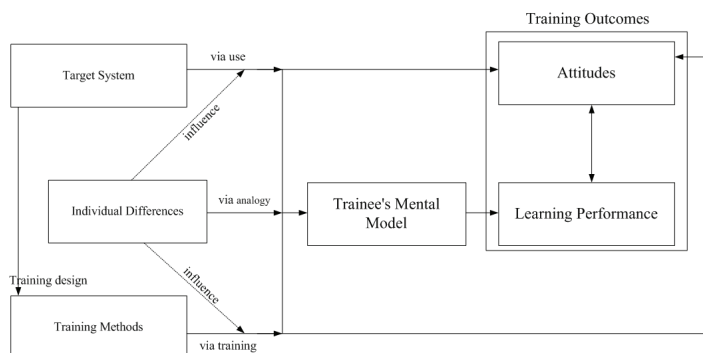 Training Outcomes
via use
Target System
Attitudes
influence
Individual Differences
via analogy
Trainee's Mental
Model
Learning Performance
influence
Training design
Training Methods
via training